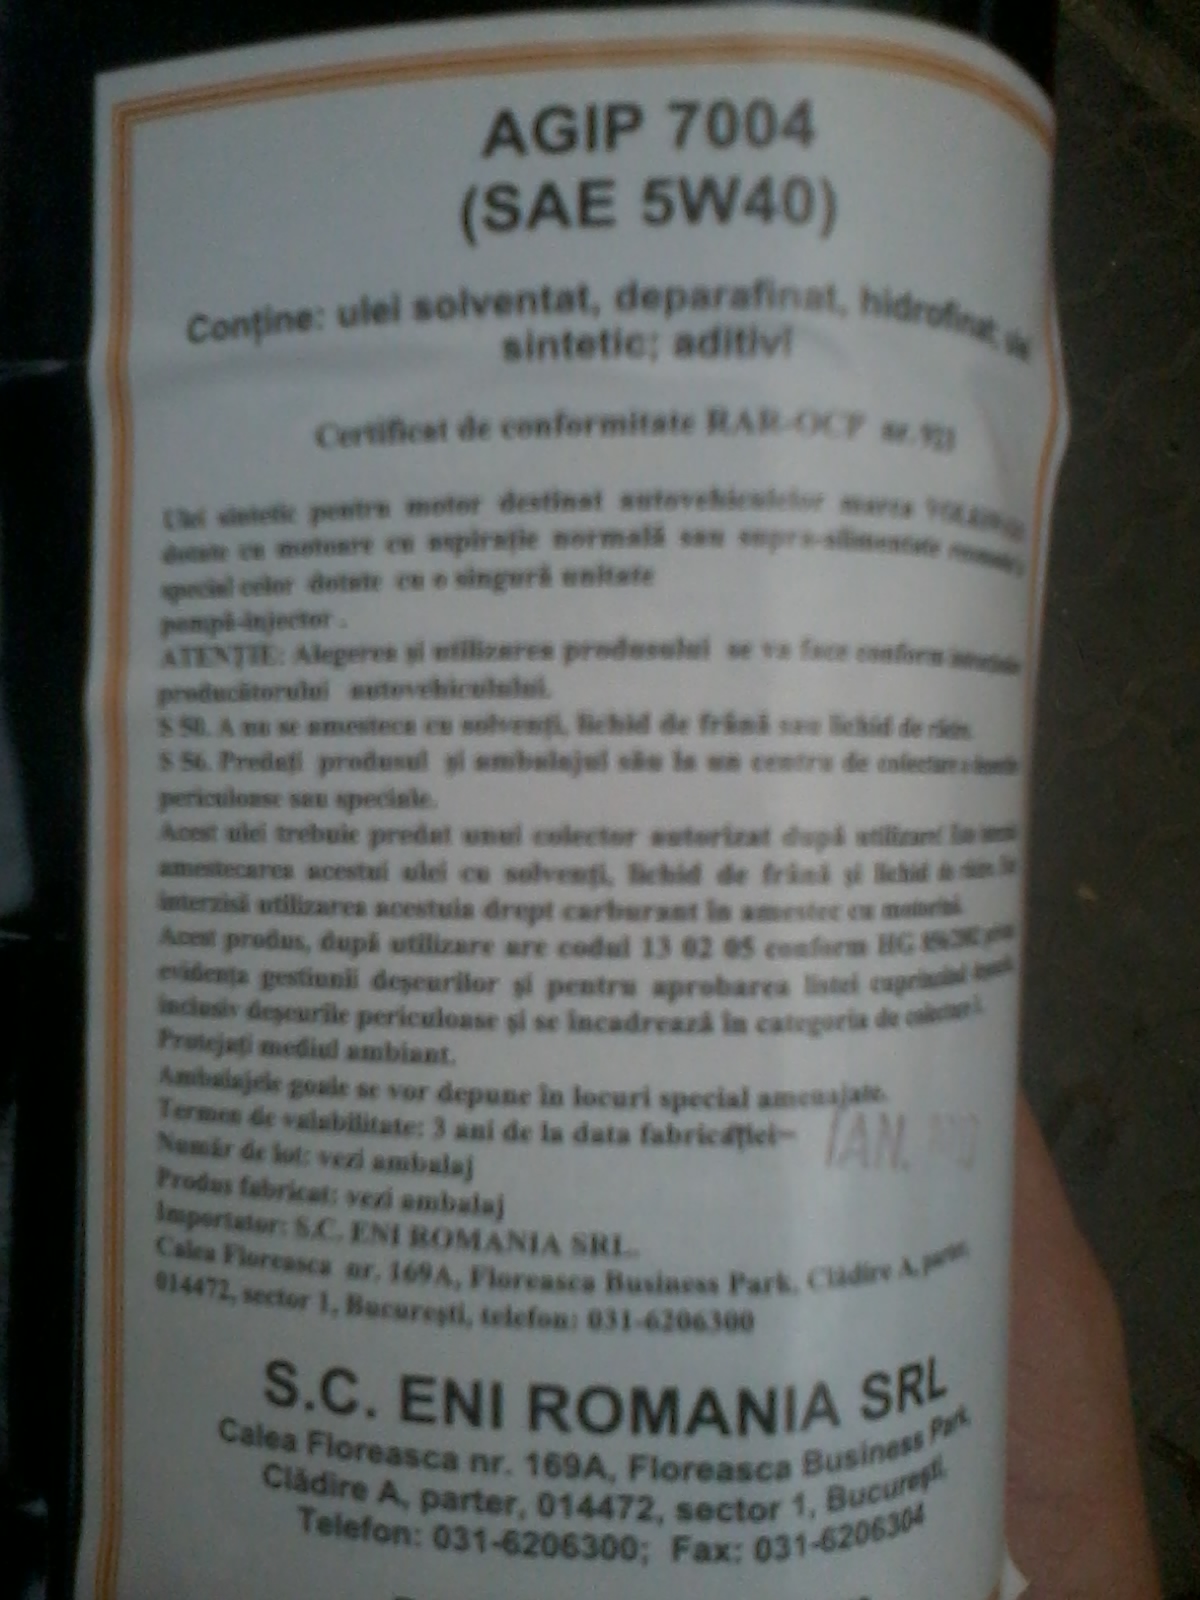 AGIP 7004
(SAE 5W40)
Conține: ulei solventat, deparafinat, hidrofinat; ulei
sintetic; aditivi
Certificat de conformitate RAR-OCP nr. 921
Ulei sintetic pentru motor destinat autovehiculelor marca
dotate cu motoare cu aspirație normală sau supra-alimentate
special celor dotate cu o singură unitate
pompă-injector .
ATENȚIE: Alegerea și utilizarea produsului se va face conform
producătorului autovehiculului.
S 50. A nu se amesteca cu solvenți, lichid de frână sau lichid de răcire.
S 56. Predați produsul și ambalajul său la un centru de colectare a
periculoase sau speciale.
Acest ulei trebuie predat unui colector autorizat după utilizare! Este
amestecarea acestui ulei cu solvenți, lichid de frână și lichid de răcire.
interzisă utilizarea acestuia drept carburant în amestec cu motorină.
Acest produs, după utilizare are codul 13 02 05 conform HG
evidența gestiunii deșeurilor și pentru aprobarea listei cuprinzând
inclusiv deșeurile periculoase și se încadrează în categoria de colectare
Protejați mediul ambiant.
Ambalajele goale se vor depune în locuri special amenajate.
Termen de valabilitate: 3 ani de la data fabricației- IAN.
Număr de lot: vezi ambalaj
Produs fabricat: vezi ambalaj
Importator: S.C. ENI ROMANIA SRL.
Calea Floreasca nr. 169A, Floreasca Business Park, Clădire A, parter,
014472, sector 1, București, telefon: 031-6206300
S.C. ENI ROMANIA SRL
Calea Floreasca nr. 169A, Floreasca Business Park,
Clădire A, parter, 014472, sector 1, București,
Telefon: 031-6206300; Fax: 031-6206304